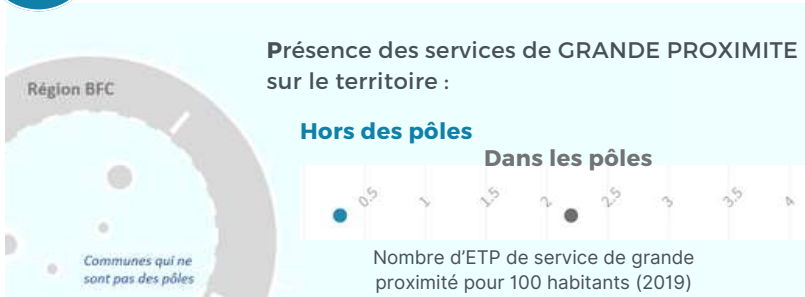 Présence des services de GRANDE PROXIMITE
sur le territoire :
Région BFC
Hors des pôles
Dans les pôles
0.5 1 1.5 2 2.5 3 3.5 4
Communes qui ne
sont pas des pôles
Nombre d'ETP de service de grande
proximité pour 100 habitants (2019)